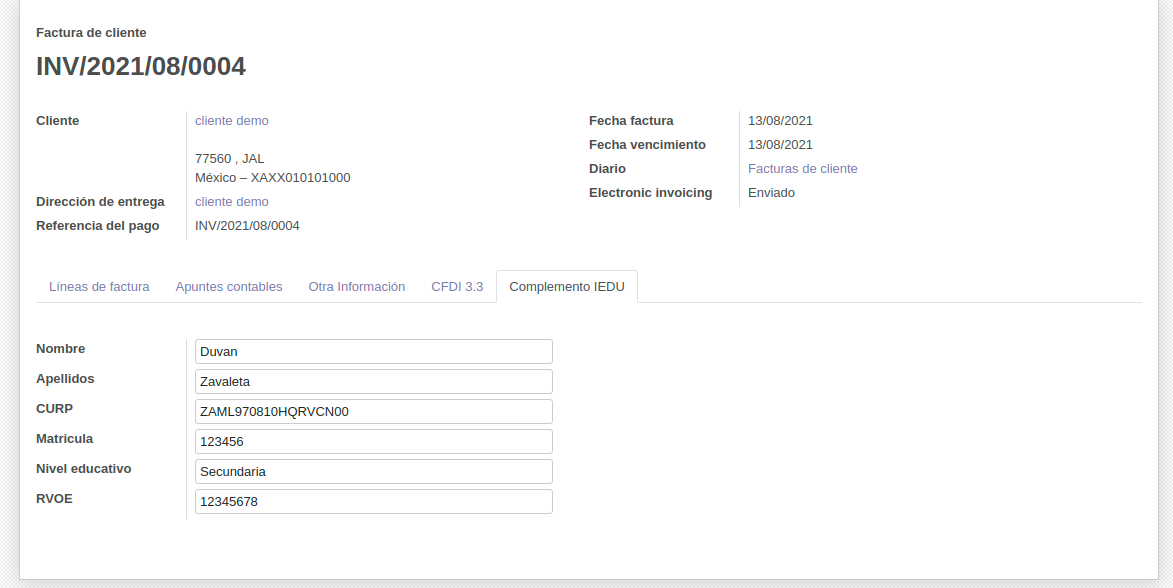 Factura de cliente
INV/2021/08/0004
Cliente
cliente demo
77560 , JAL
México – XAXX010101000
Dirección de entrega
cliente demo
Referencia del pago
INV/2021/08/0004
Fecha factura
13/08/2021
Fecha vencimiento
13/08/2021
Diario
Facturas de cliente
Electronic invoicing
Enviado
Líneas de factura Apuntes contables Otra Información CFDI 3.3 Complemento IEDU
Nombre
Duvan
Apellidos
Zavaleta
CURP
ZAML970810HQRVCN00
Matricula
123456
Nivel educativo
Secundaria
RVOE
12345678